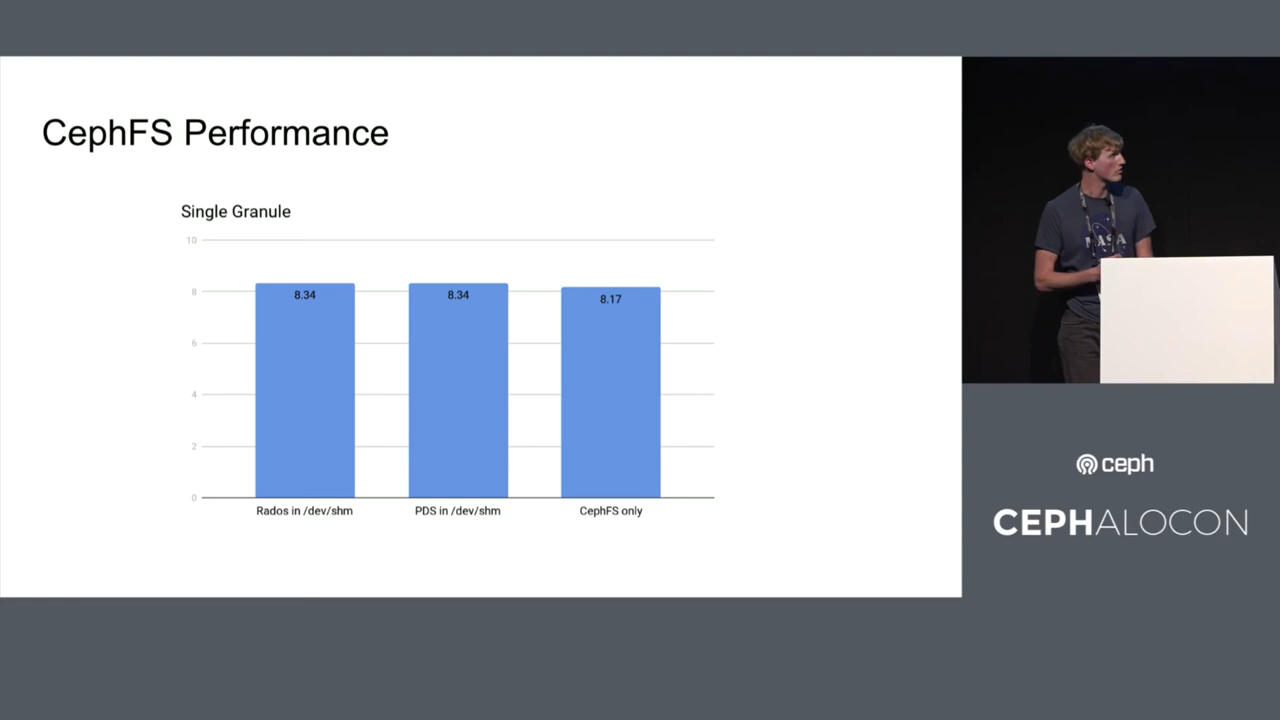 CephFS Performance
Single Granule
10
8
6
4
2
0
8.34
8.34
8.17
Rados in /dev/shm
PDS in /dev/shm
CephFS only
NASA
ceph
CEPHALOCON